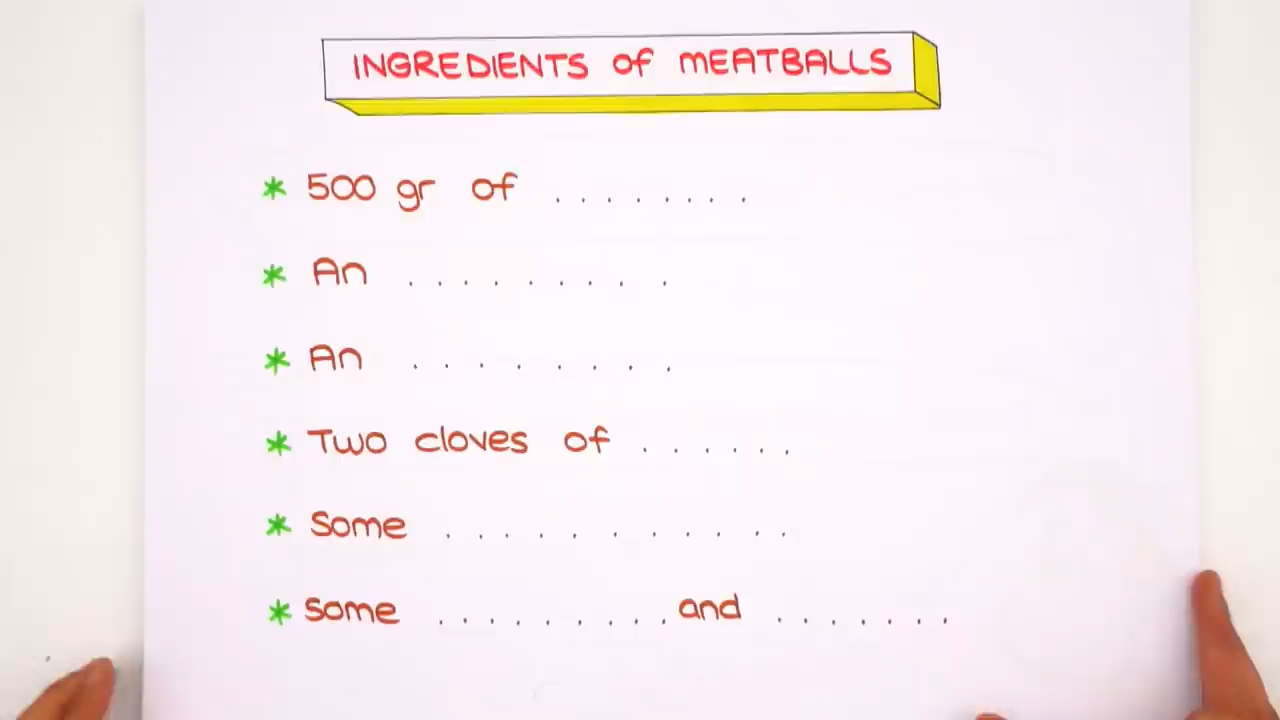 INGREDIENTS of MEATBALLS
* 500 gr of ........
* An .........
* An ........
* Two cloves of ......
* Some ...........
* Some ......... and .......